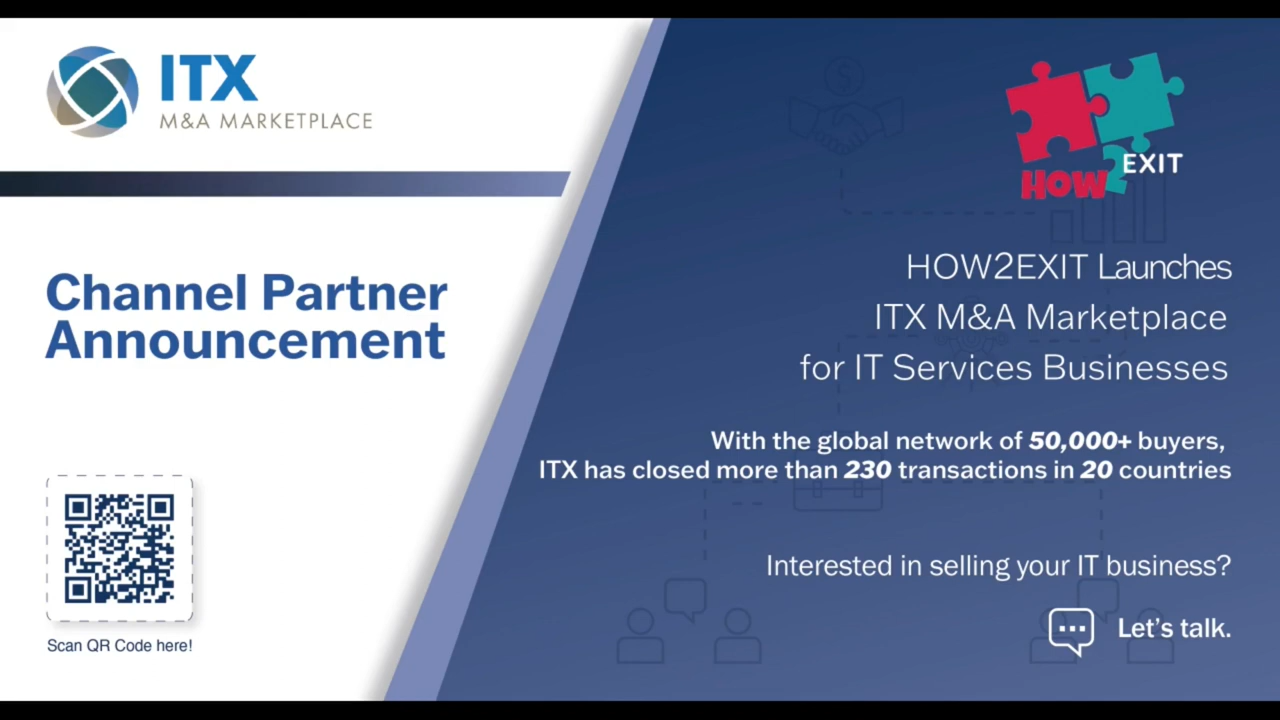 ITX
M&A MARKETPLACE
Channel Partner
Announcement
Scan QR Code here!
HOW2
EXIT
HOW2EXIT Launches
ITX M&A Marketplace
for IT Services Businesses
With the global network of 50,000+ buyers,
ITX has closed more than 230 transactions in 20 countries
Interested in selling your IT business?
Let's talk.